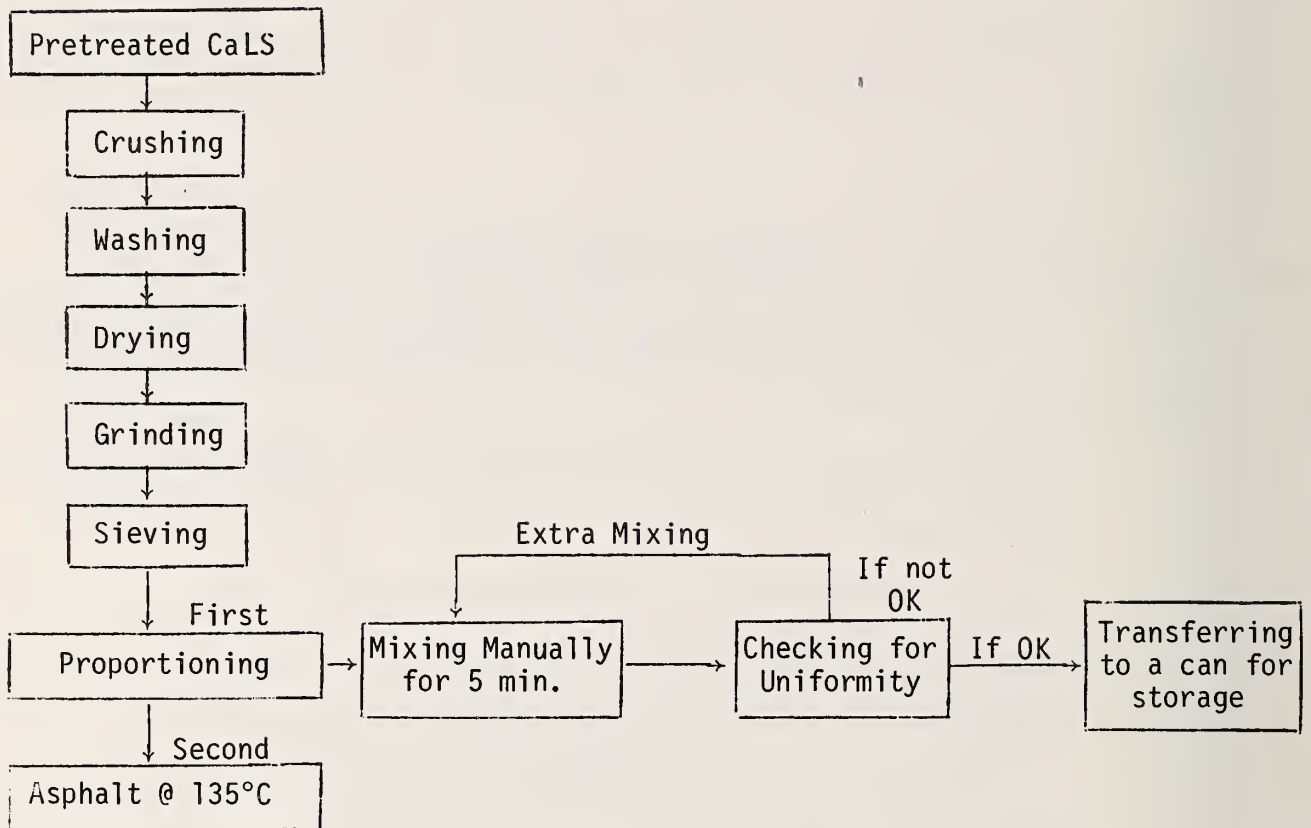 Pretreated CaLS
Crushing
Washing
Drying
Grinding
Sieving
First
Proportioning
Second
Asphalt @ 135°C
Extra Mixing
Mixing Manually
for 5 min.
If not
OK
Checking for
Uniformity
If OK
Transferring
to a can for
storage